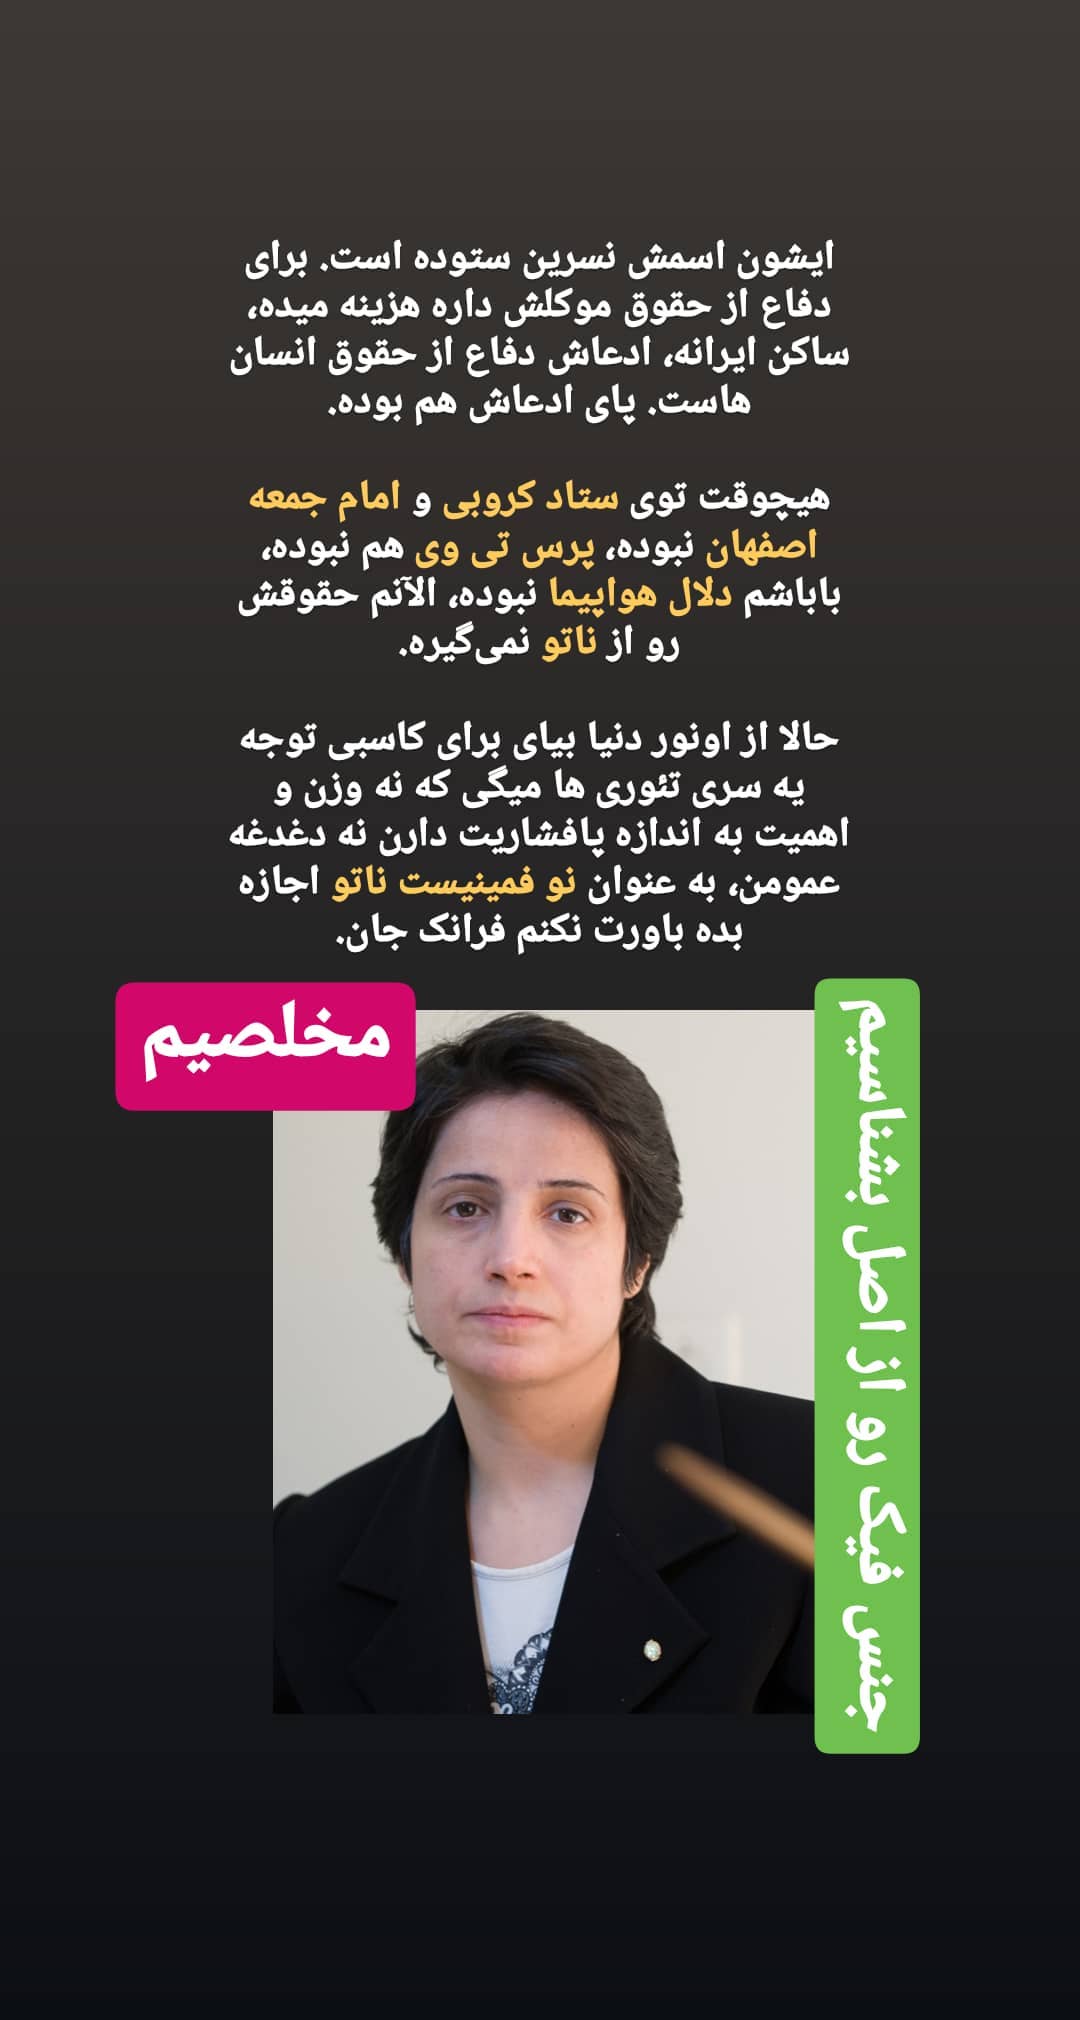 ایشون اسمش نسرین ستوده است. برای
دفاع از حقوق موکلش داره هزینه میده،
ساکن ایرانه، ادعاش دفاع از حقوق انسان
هاست. پای ادعاش هم بوده.
هیچوقت توی ستاد کروبی و امام جمعه
اصفهان نبوده، پرس تی وی هم نبوده،
باباشم دلال هواپیما نبوده، الآنم حقوقش
رو از ناتو نمی‌گیره.
حالا از اونور دنیا بیای برای کاسبی توجه
یه سری تئوری ها میگی که نه وزن و
اهمیت به اندازه پافشاریت دارن نه دغدغه
عمومن، به عنوان نو فمینیست ناتو اجازه
بده باورت نکنم فرانک جان.
مخلصیم
جنس فیک رو از اصل بشناسیم